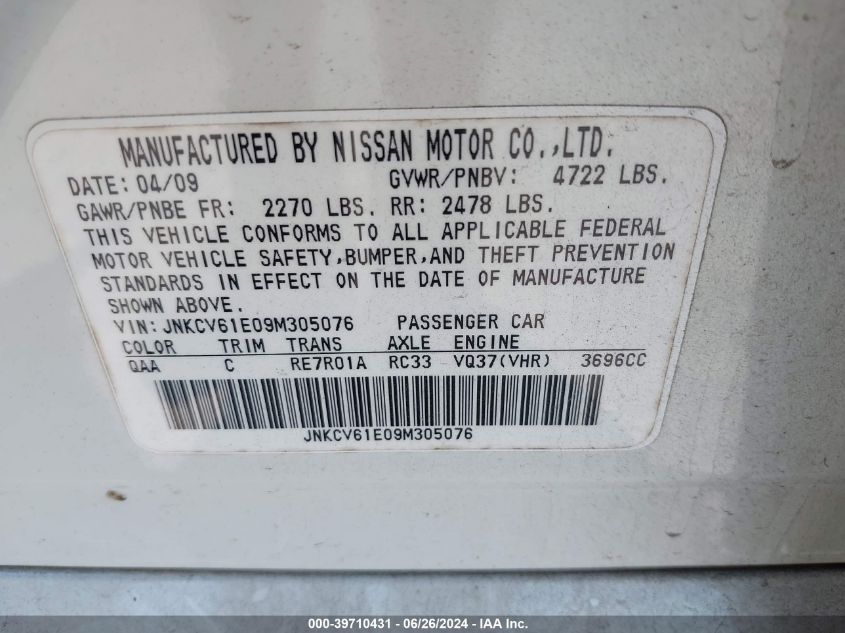 MANUFACTURED BY NISSAN MOTOR CO.,LTD.
DATE: 04/09 GVWR/PNBV: 4722 LBS.
GAWR/PNBE FR: 2270 LBS. RR: 2478 LBS.
THIS VEHICLE CONFORMS TO ALL APPLICABLE FEDERAL
MOTOR VEHICLE SAFETY,BUMPER,AND THEFT PREVENTION
STANDARDS IN EFFECT ON THE DATE OF MANUFACTURE
SHOWN ABOVE.
VIN: JNKCV61E09M305076 PASSENGER CAR
COLOR TRIM TRANS AXLE ENGINE
QAA C RE7R01A RC33 VQ37(VHR) 3696CC
JNKCV61E09M305076
000-39710431 - 06/26/2024 - IAA Inc.